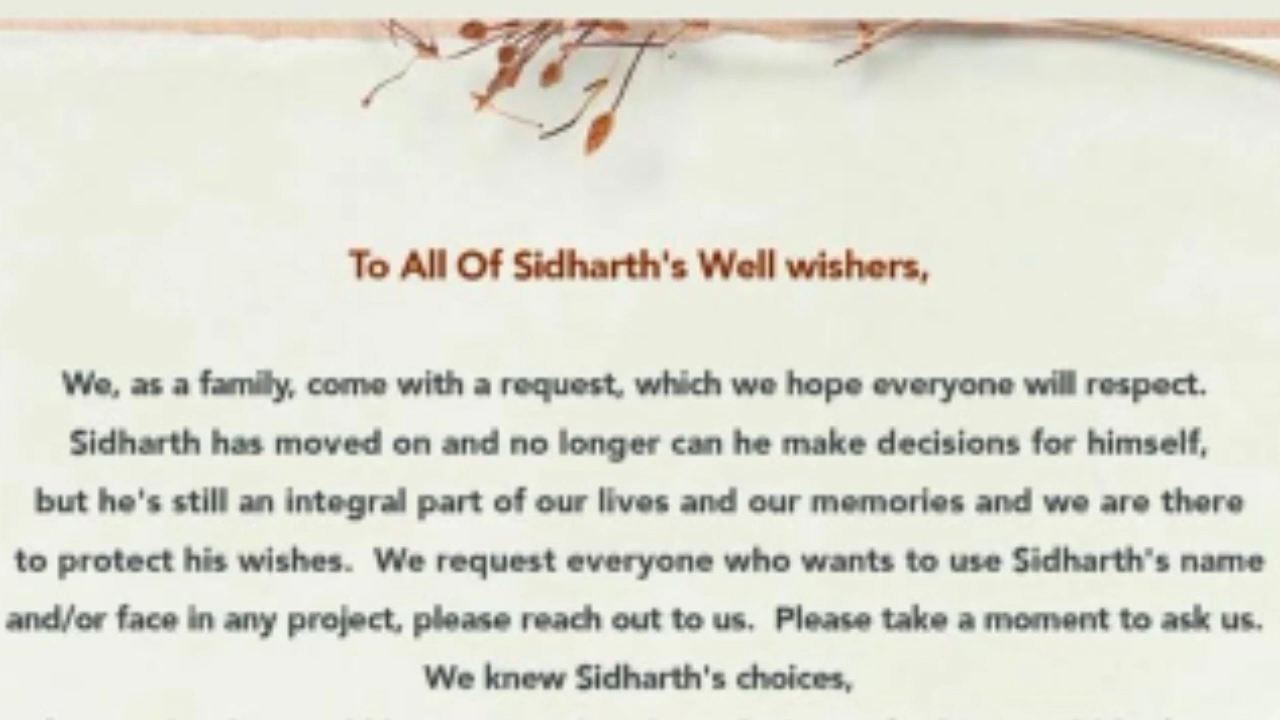 To All Of Sidharth's Well wishers,
We, as a family, come with a request, which we hope everyone will respect.
Sidharth has moved on and no longer can he make decisions for himself,
but he's still an integral part of our lives and our memories and we are there
to protect his wishes. We request everyone who wants to use Sidharth's name
and/or face in any project, please reach out to us. Please take a moment to ask us.
We knew Sidharth's choices,